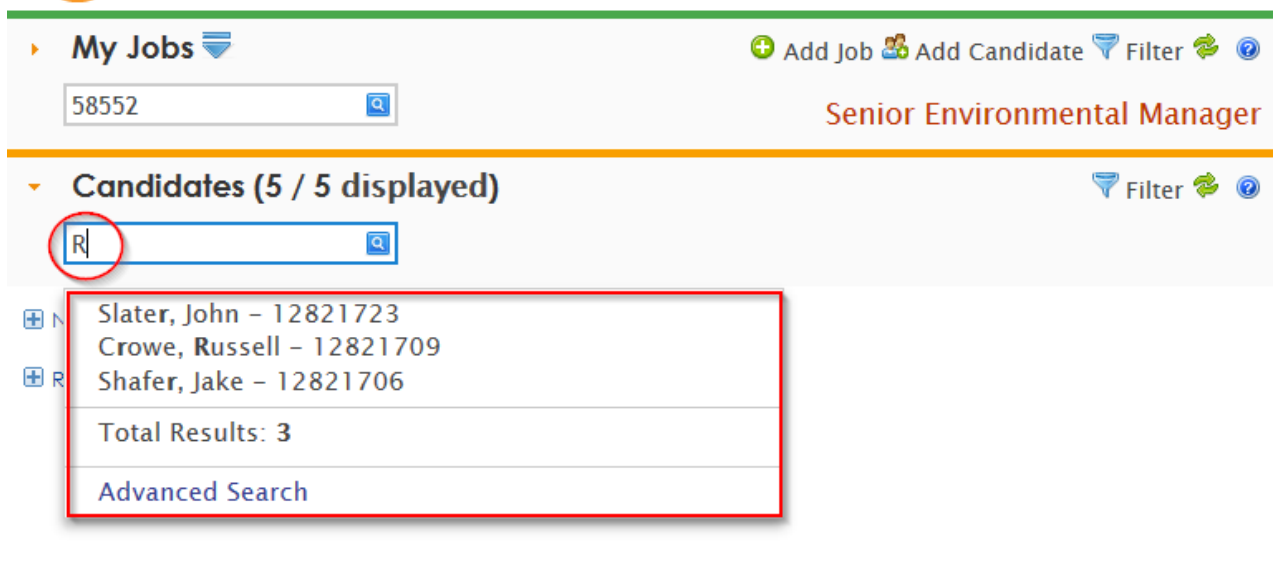 My Jobs
Add Job Add Candidate Filter
58552
Senior Environmental Manager
Candidates (5 / 5 displayed)
Filter
R
Slater, John – 12821723
Crowe, Russell – 12821709
Shafer, Jake – 12821706
Total Results: 3
Advanced Search